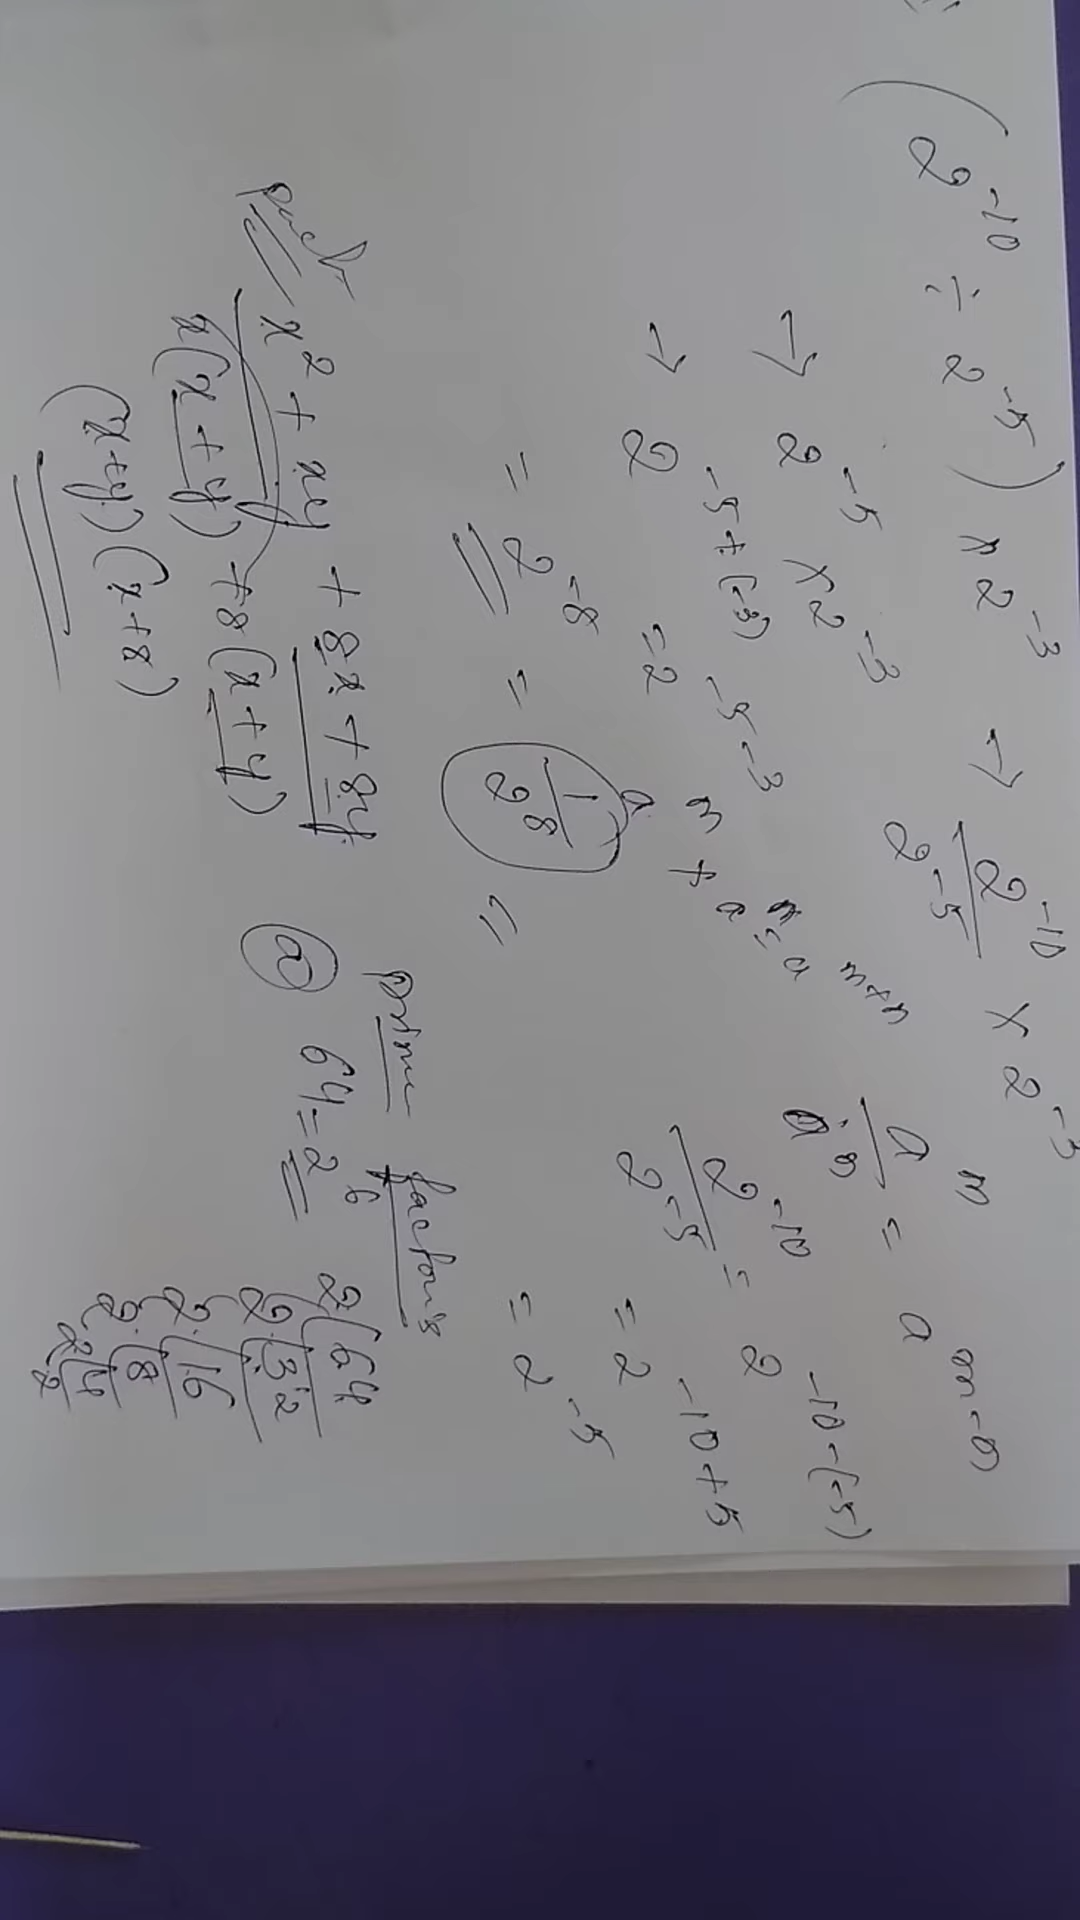 (2^-10 ÷ 2^-5) × 2^-3 → 2^-10 / 2^-5 × 2^-3
→ 2^-5 × 2^-3
→ 2^-5+(-3) = 2^-5-3
= 2^-8 = 1/2^8 =
a^m × a^n = a^m+n
a^m / a^n = a^m-n
2^-10 / 2^-5 = 2^-10-(-5)
= 2^-10+5
= 2^-5
x² + xy + 8x + 8y
x(x+y) + 8(x+y)
(x+y)(x+8)
prime factors
a 64 = 2^6
2 64
2 32
2 16
2 8
2 4
2